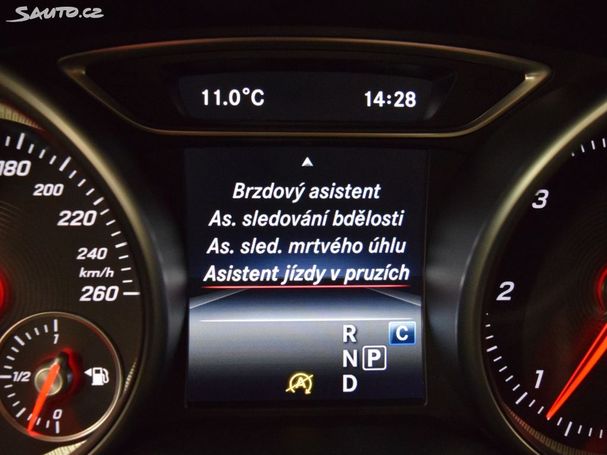 Sauto.cz
11.0°C 14:28
Brzdový asistent
As. sledování bdělosti
As. sled. mrtvého úhlu
Asistent jízdy v pruzích
R C
N P
D
A
180
200
220
240
km/h
260
1
1/2
0
3
2
1